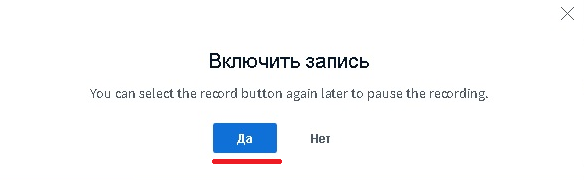 Включить запись
You can select the record button again later to pause the recording.
Да Нет